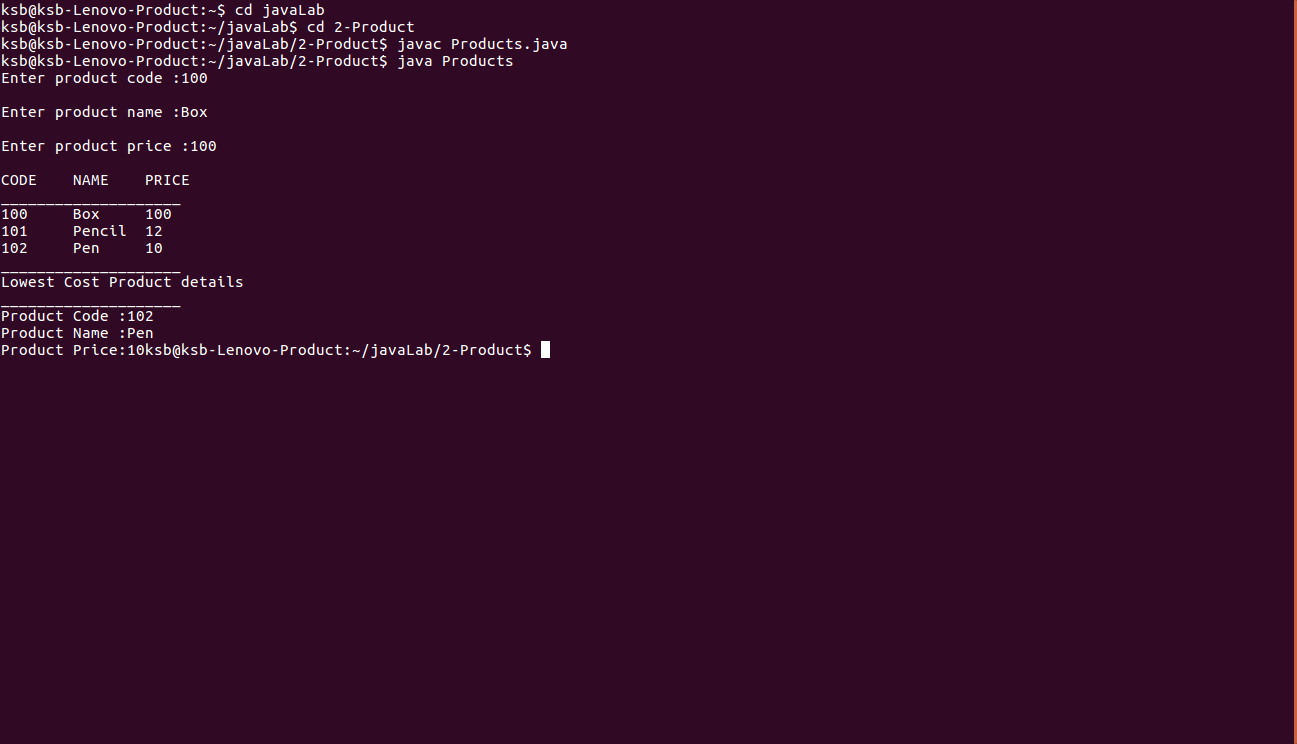 ksb@ksb-Lenovo-Product:~$ cd javaLab
ksb@ksb-Lenovo-Product:~/javaLab$ cd 2-Product
ksb@ksb-Lenovo-Product:~/javaLab/2-Product$ javac Products.java
ksb@ksb-Lenovo-Product:~/javaLab/2-Product$ java Products
Enter product code :100
Enter product name :Box
Enter product price :100
CODE    NAME    PRICE
____________________
100     Box     100
101     Pencil  12
102     Pen     10
____________________
Lowest Cost Product details
____________________
Product Code :102
Product Name :Pen
Product Price:10ksb@ksb-Lenovo-Product:~/javaLab/2-Product$